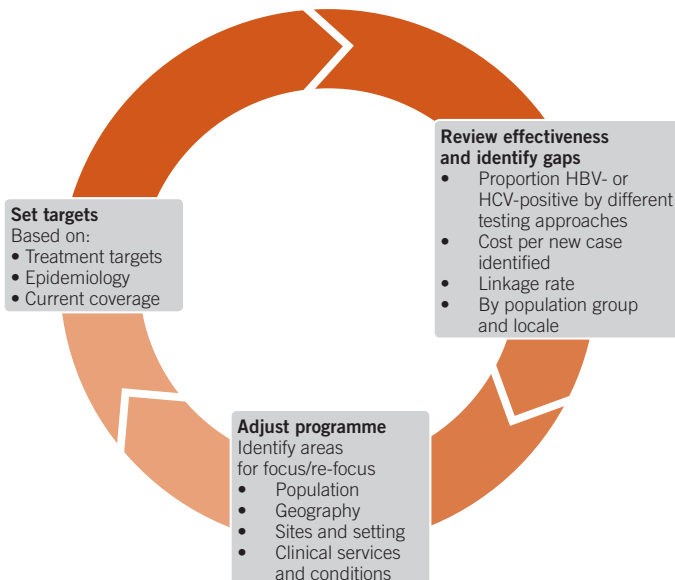 Review effectiveness
and identify gaps
• Proportion HBV- or
HCV-positive by different
testing approaches
• Cost per new case
identified
• Linkage rate
• By population group
and locale
Set targets
Based on:
• Treatment targets
• Epidemiology
• Current coverage
Adjust programme
Identify areas
for focus/re-focus
• Population
• Geography
• Sites and setting
• Clinical services
and conditions